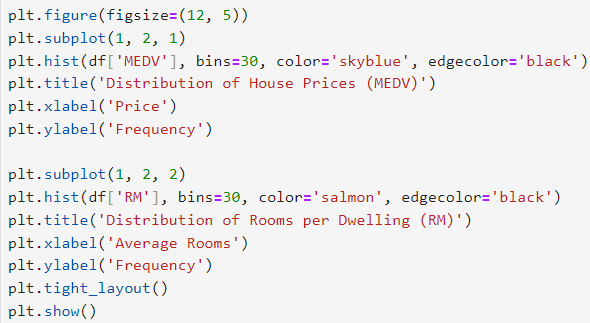 plt.figure(figsize=(12, 5))
plt.subplot(1, 2, 1)
plt.hist(df['MEDV'], bins=30, color='skyblue', edgecolor='black')
plt.title('Distribution of House Prices (MEDV)')
plt.xlabel('Price')
plt.ylabel('Frequency')

plt.subplot(1, 2, 2)
plt.hist(df['RM'], bins=30, color='salmon', edgecolor='black')
plt.title('Distribution of Rooms per Dwelling (RM)')
plt.xlabel('Average Rooms')
plt.ylabel('Frequency')
plt.tight_layout()
plt.show()